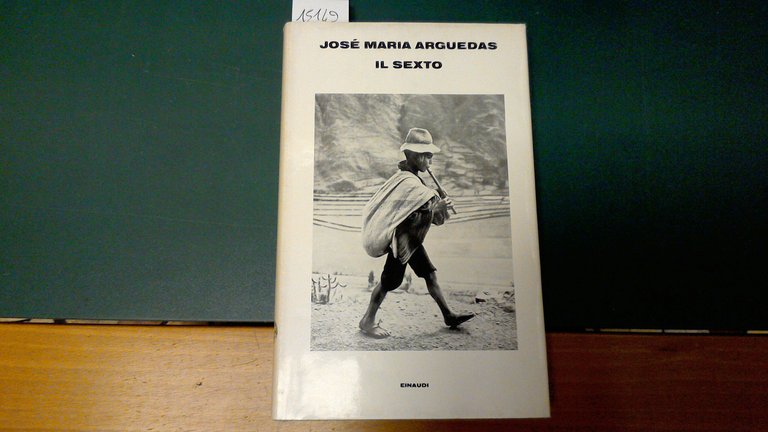 15169
JOSÉ MARIA ARGUEDAS
IL SEXTO
EINAUDI